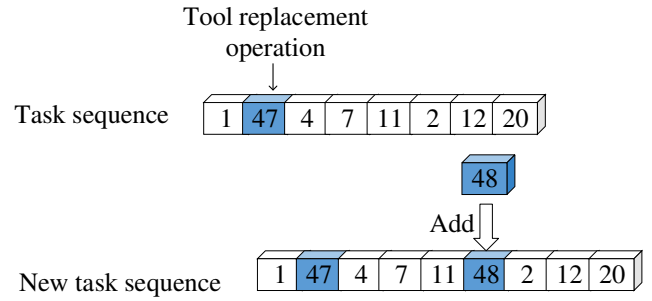 Tool replacement
operation
Task sequence
1 47 4 7 11 2 12 20
48
Add
New task sequence
1 47 4 7 11 48 2 12 20